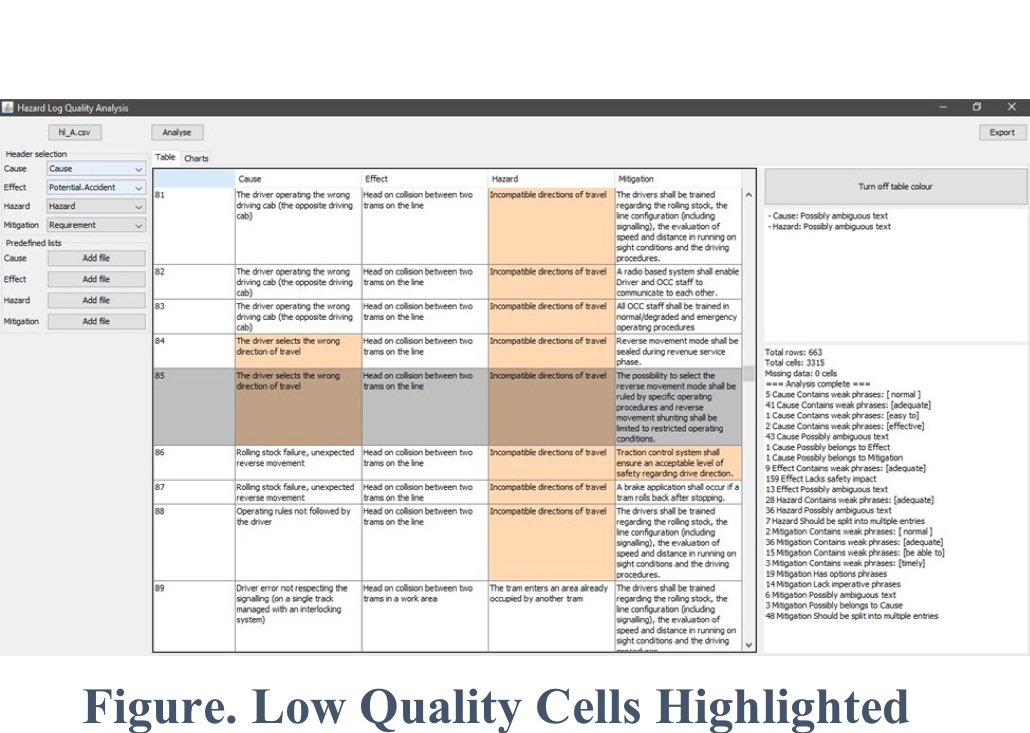 Hazard Log Quality Analysis
hl_A.csv
Analyse
Export
Header selection
Cause
Cause
Effect
Potential.Accident
Hazard
Hazard
Mitigation
Requirement
Predefined lists
Cause
Add file
Effect
Add file
Hazard
Add file
Mitigation
Add file
Table
Charts
Cause
Effect
Hazard
Mitigation
81
The driver operating the wrong
driving cab (the opposite driving
cab)
Head on collision between two
trams on the line
Incompatible directions of travel
The drivers shall be trained
regarding the rolling stock, the
line configuration (including
signalling), the evaluation of
speed and distance in running on
sight conditions and the driving
procedures.
82
The driver operating the wrong
driving cab (the opposite driving
cab)
Head on collision between two
trams on the line
Incompatible directions of travel
A radio based system shall enable
Driver and OCC staff to
communicate to each other.
83
The driver operating the wrong
driving cab (the opposite driving
cab)
Head on collision between two
trams on the line
Incompatible directions of travel
All OCC staff shall be trained in
normal/degraded and emergency
operating procedures
84
The driver selects the wrong
direction of travel
Head on collision between two
trams on the line
Incompatible directions of travel
Reverse movement mode shall be
sealed during revenue service
phase.
85
The driver selects the wrong
direction of travel
Head on collision between two
trams on the line
Incompatible directions of travel
The possibility to select the
reverse movement mode shall be
ruled by specific operating
procedures and reverse
movement shunting shall be
limited to restricted operating
conditions.
86
Rolling stock failure, unexpected
reverse movement
Head on collision between two
trams on the line
Incompatible directions of travel
Traction control system shall
ensure an acceptable level of
safety regarding drive direction.
87
Rolling stock failure, unexpected
reverse movement
Head on collision between two
trams on the line
Incompatible directions of travel
A brake application shall occur if a
tram rolls back after stopping.
88
Operating rules not followed by
the driver
Head on collision between two
trams on the line
Incompatible directions of travel
The drivers shall be trained
regarding the rolling stock, the
line configuration (including
signalling), the evaluation of
speed and distance in running on
sight conditions and the driving
procedures.
89
Driver error not respecting the
signalling (on a single track
managed with an interlocking
system)
Head on collision between two
trams in a work area
The tram enters an area already
occupied by another tram
The drivers shall be trained
regarding the rolling stock, the
line configuration (including
signalling), the evaluation of
speed and distance in running on
sight conditions and the driving
procedures.
Turn off table colour
- Cause: Possibly ambiguous text
- Hazard: Possibly ambiguous text
Total rows: 663
Total cells: 3315
Missing data: 0 cells
=== Analysis complete ===
5 Cause Contains weak phrases: [ normal ]
41 Cause Contains weak phrases: [adequate]
1 Cause Contains weak phrases: [easy to]
2 Cause Contains weak phrases: [effective]
43 Cause Possibly ambiguous text
1 Cause Possibly belongs to Effect
1 Cause Possibly belongs to Mitigation
9 Effect Contains weak phrases: [adequate]
159 Effect Lacks safety impact
13 Effect Possibly ambiguous text
28 Hazard Contains weak phrases: [adequate]
36 Hazard Possibly ambiguous text
7 Hazard Should be split into multiple entries
2 Mitigation Contains weak phrases: [ normal ]
36 Mitigation Contains weak phrases: [adequate]
15 Mitigation Contains weak phrases: [be able to]
3 Mitigation Contains weak phrases: [timely]
19 Mitigation Has options phrases
14 Mitigation Lack imperative phrases
6 Mitigation Possibly ambiguous text
3 Mitigation Possibly belongs to Cause
48 Mitigation Should be split into multiple entries
Figure. Low Quality Cells Highlighted